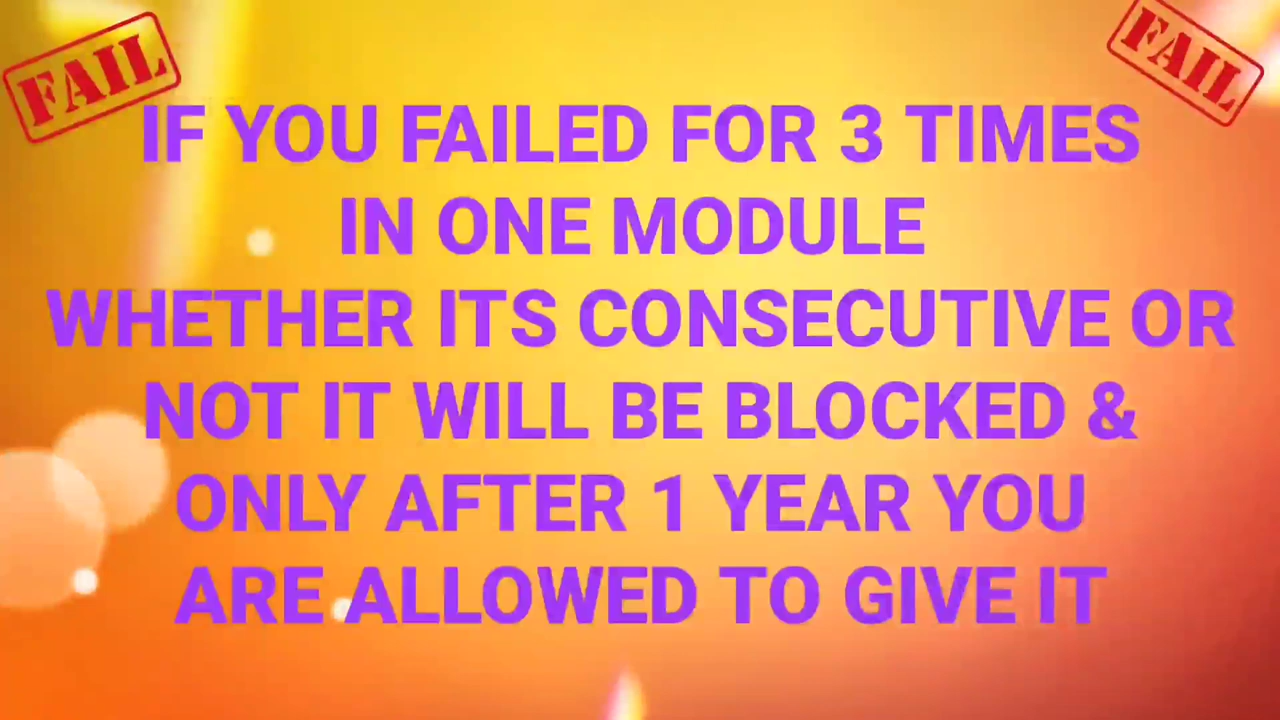 FAIL
FAIL
IF YOU FAILED FOR 3 TIMES
IN ONE MODULE
WHETHER ITS CONSECUTIVE OR
NOT IT WILL BE BLOCKED &
ONLY AFTER 1 YEAR YOU
ARE ALLOWED TO GIVE IT